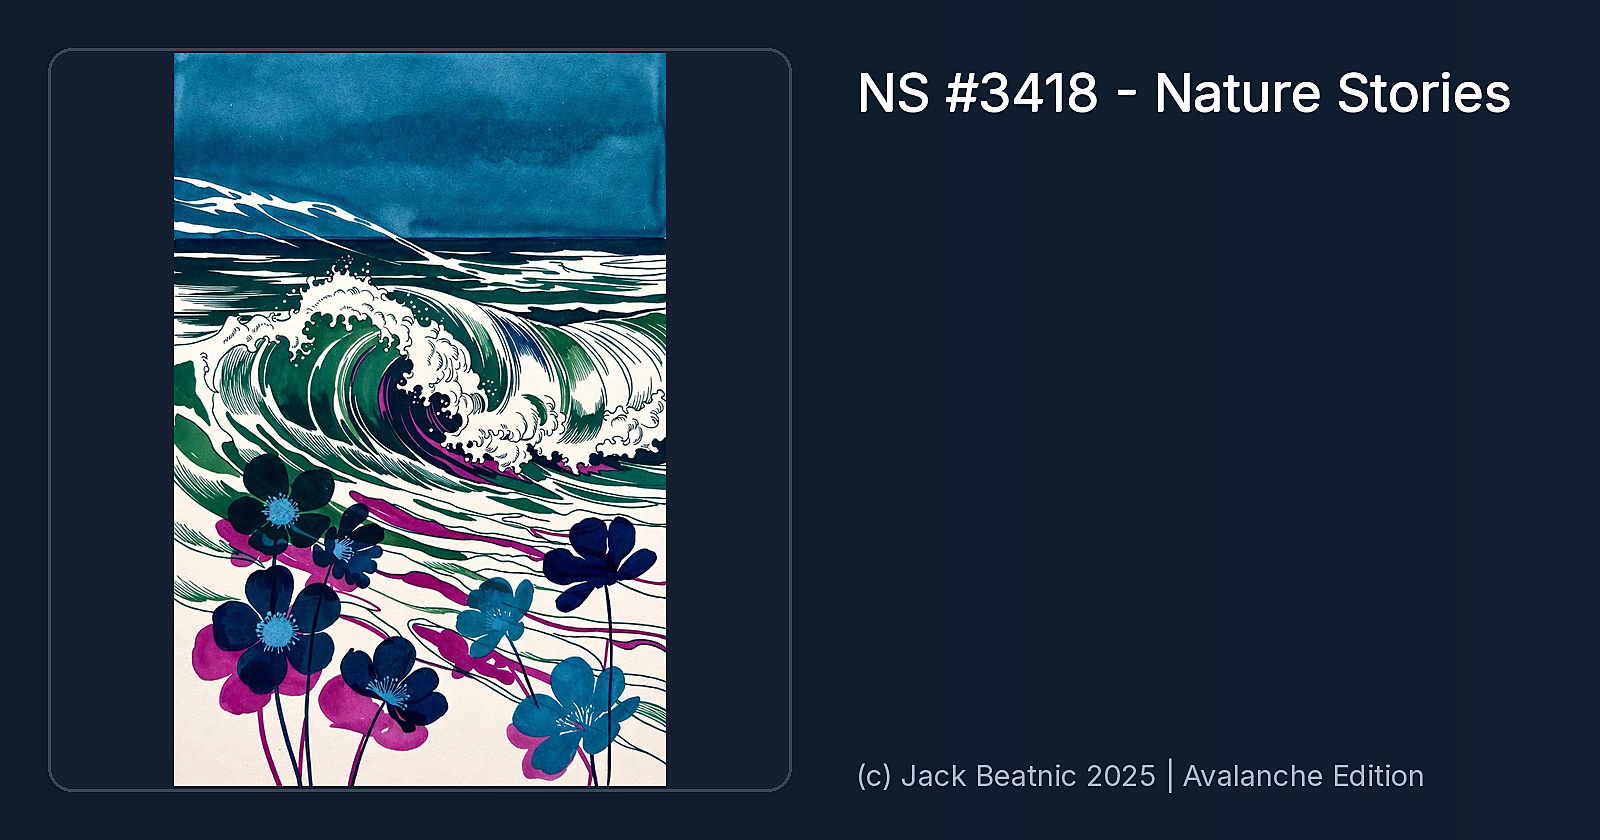 NS #3418 - Nature Stories
(c) Jack Beatnic 2025 | Avalanche Edition